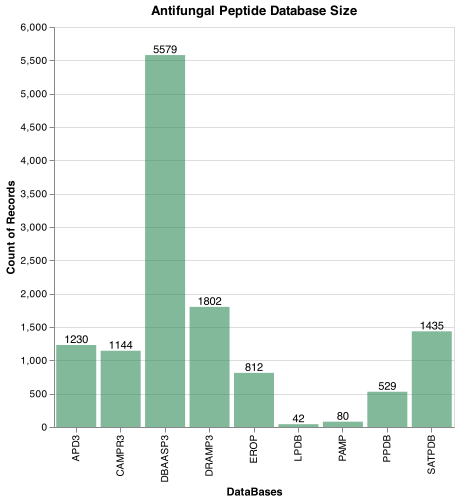 Antifungal Peptide Database Size
6,000
5,500
5,000
4,500
4,000
3,500
3,000
2,500
2,000
1,500
1,000
500
0
Count of Records
1230
1144
5579
1802
812
42
80
529
1435
APD3
CAMPR3
DBAASP3
DRAMP3
EROP
LPDB
PAMP
PPDB
SATPDB
DataBases